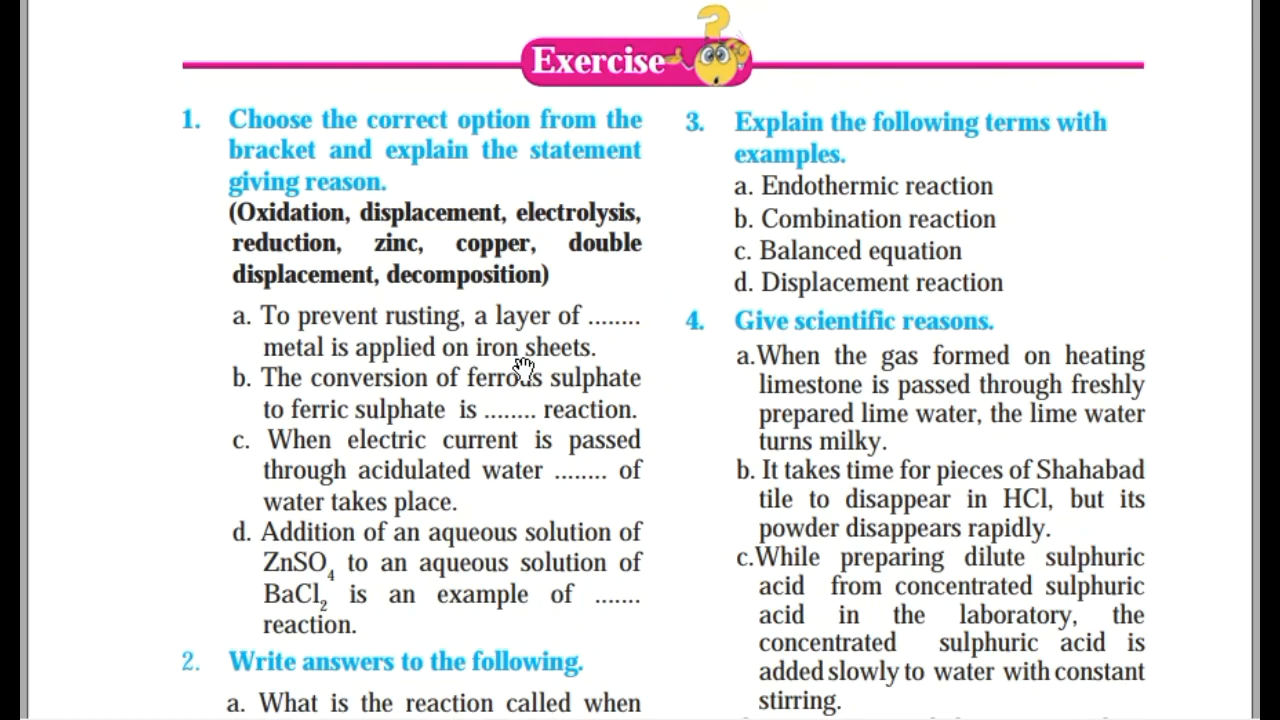 Exercise
1. Choose the correct option from the
bracket and explain the statement
giving reason.
(Oxidation, displacement, electrolysis,
reduction, zinc, copper, double
displacement, decomposition)
a. To prevent rusting, a layer of ........
metal is applied on iron sheets.
b. The conversion of ferrous sulphate
to ferric sulphate is ........ reaction.
c. When electric current is passed
through acidulated water ........ of
water takes place.
d. Addition of an aqueous solution of
ZnSO₄ to an aqueous solution of
BaCl₂ is an example of .......
reaction.
2. Write answers to the following.
a. What is the reaction called when
3. Explain the following terms with
examples.
a. Endothermic reaction
b. Combination reaction
c. Balanced equation
d. Displacement reaction
4. Give scientific reasons.
a.When the gas formed on heating
limestone is passed through freshly
prepared lime water, the lime water
turns milky.
b. It takes time for pieces of Shahabad
tile to disappear in HCl, but its
powder disappears rapidly.
c.While preparing dilute sulphuric
acid from concentrated sulphuric
acid in the laboratory, the
concentrated sulphuric acid is
added slowly to water with constant
stirring.